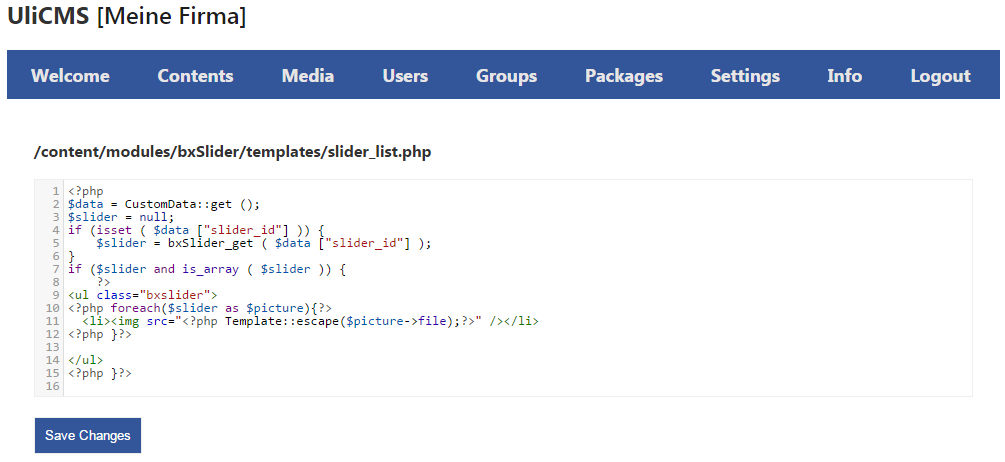 UliCMS [Meine Firma]
Welcome Contents Media Users Groups Packages Settings Info Logout
/content/modules/bxSlider/templates/slider_list.php
1 <?php
2 $data = CustomData::get ();
3 $slider = null;
4 if (isset ( $data ["slider_id"] )) {
5     $slider = bxSlider_get ( $data ["slider_id"] );
6 }
7 if ($slider and is_array ( $slider )) {
8     ?>
9 <ul class="bxslider">
10 <?php foreach($slider as $picture){?>
11   <li><img src="<?php Template::escape($picture->file);?>" /></li>
12 <?php }?>
13
14 </ul>
15 <?php }?>
16
Save Changes